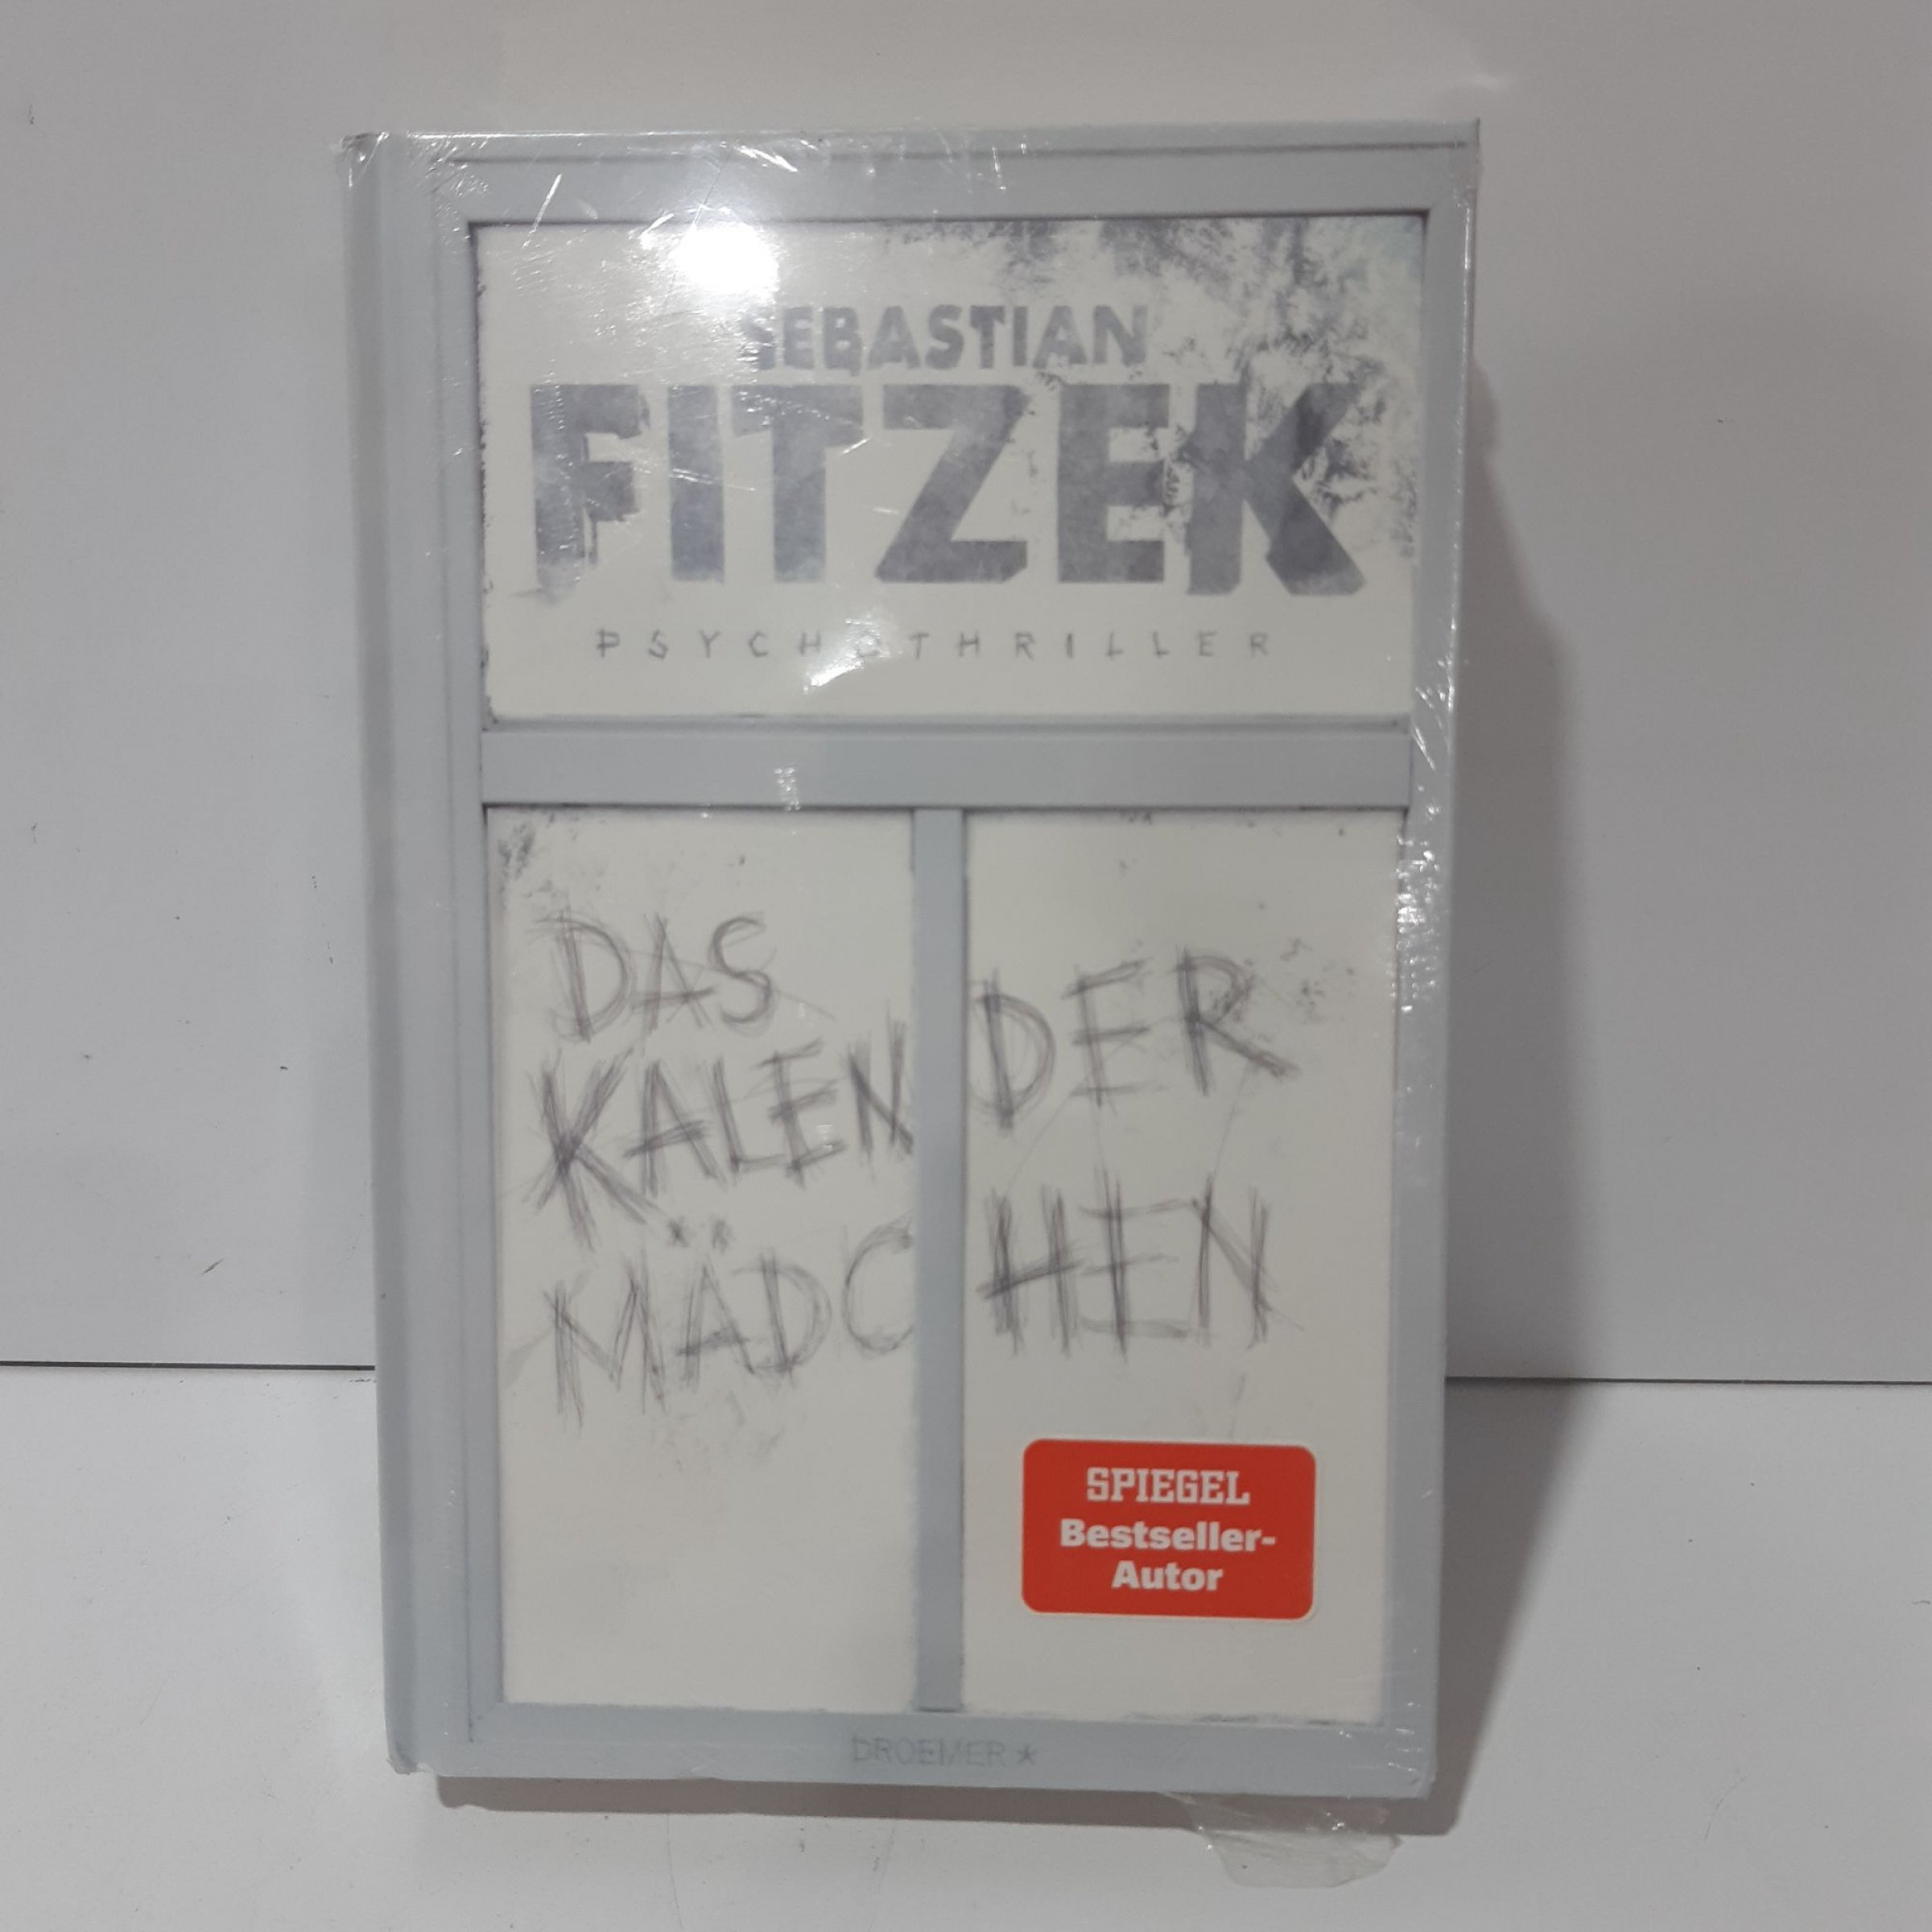 SEBASTIAN
FITZEK
PSYCHOTHRILLER
DAS
KALENDER
MÄDCHEN
SPIEGEL
Bestseller-
Autor
DROEMER*